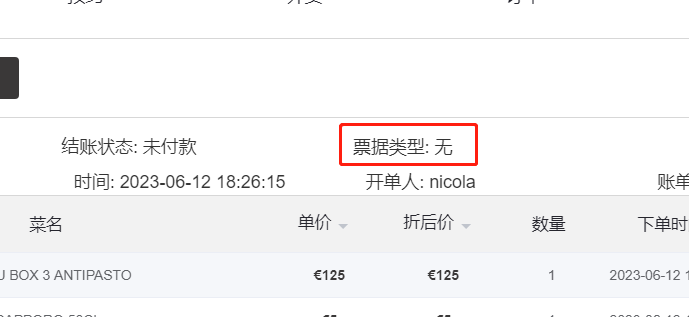 结账状态: 未付款 票据类型: 无
时间: 2023-06-12 18:26:15 开单人: nicola 账单
菜名 单价 折后价 数量 下单时
BOX 3 ANTIPASTO €125 €125 1 2023-06-12